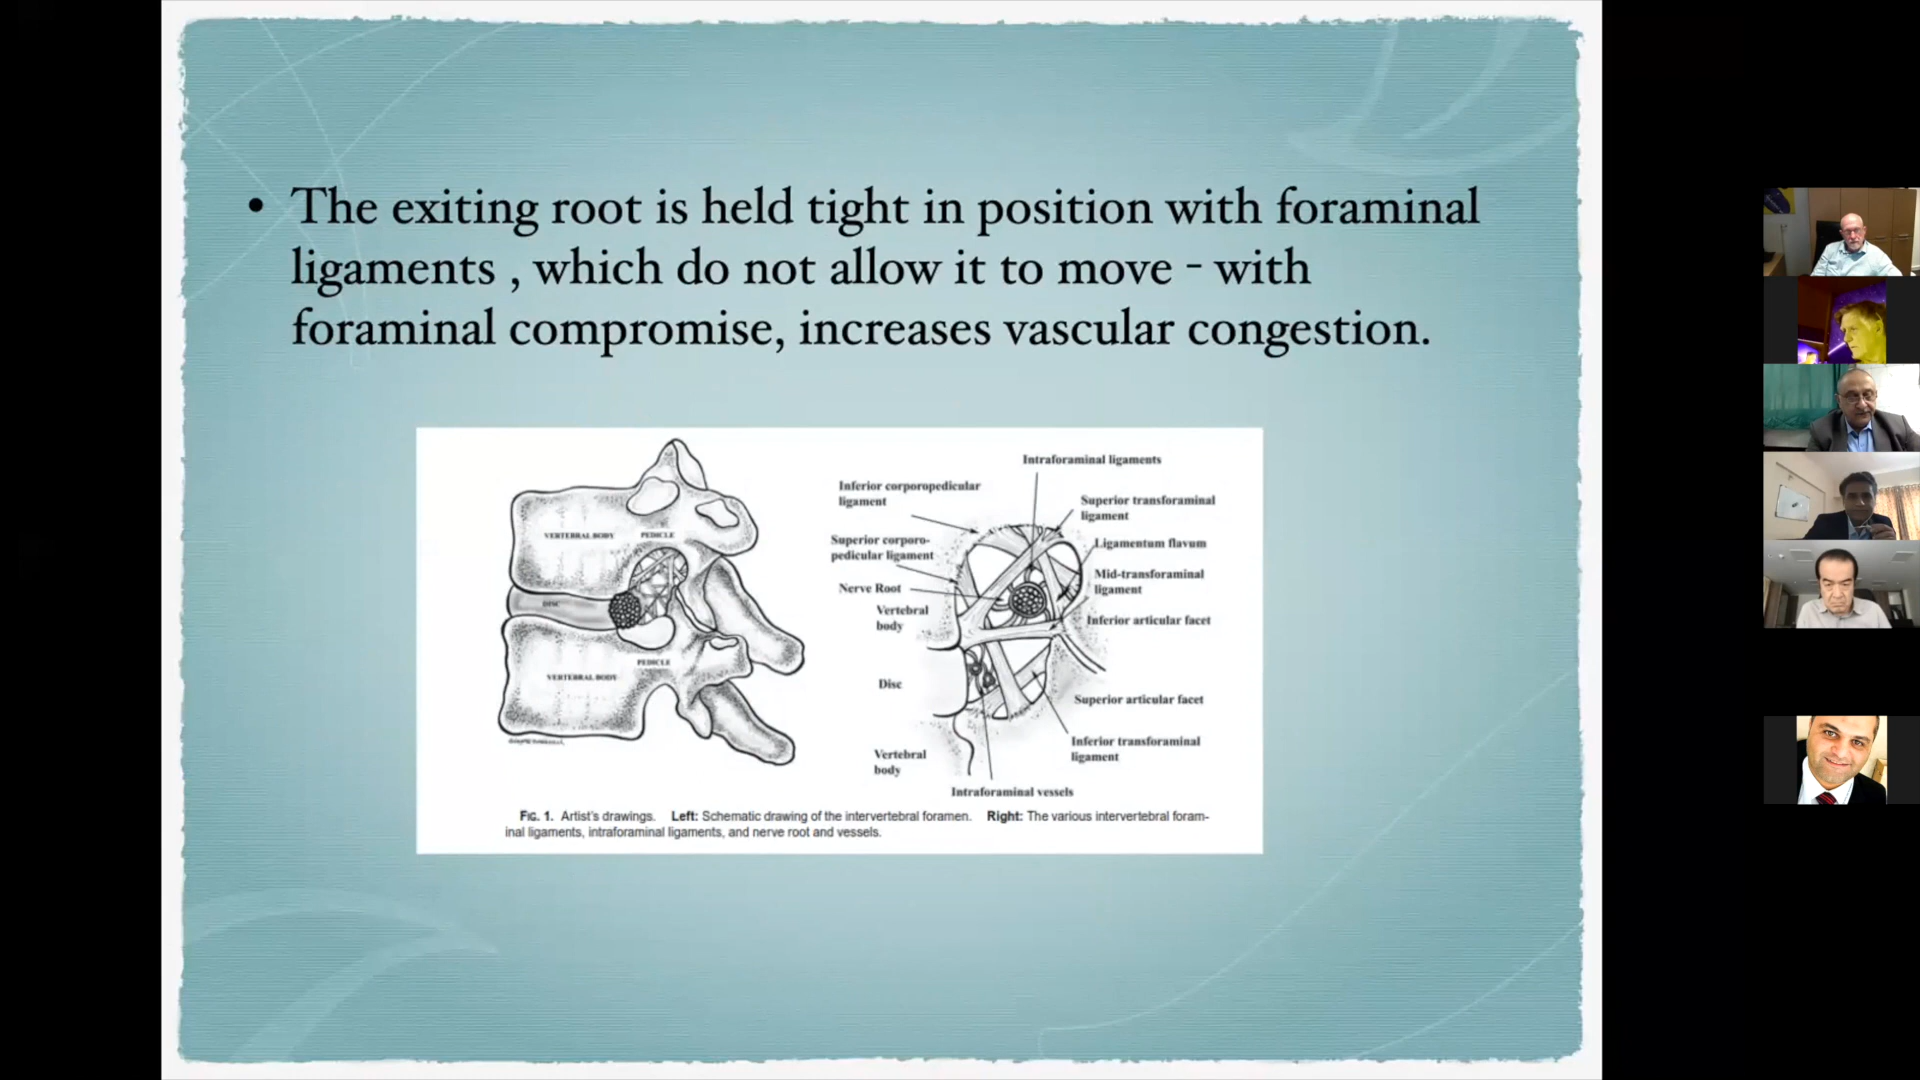 • The exiting root is held tight in position with foraminal
ligaments , which do not allow it to move - with
foraminal compromise, increases vascular congestion.
VERTEBRAL BODY
PEDICLE
DISC
PEDICLE
VERTEBRAL BODY
Intraforaminal ligaments
Inferior corporopedicular
ligament
Superior transforaminal
ligament
Superior corporo-
pedicular ligament
Ligamentum flavum
Mid-transforaminal
ligament
Nerve Root
Vertebral
body
Inferior articular facet
Disc
Superior articular facet
Inferior transforaminal
ligament
Vertebral
body
Intraforaminal vessels
FIG. 1. Artist's drawings. Left: Schematic drawing of the intervertebral foramen. Right: The various intervertebral foram-
inal ligaments, intraforaminal ligaments, and nerve root and vessels.